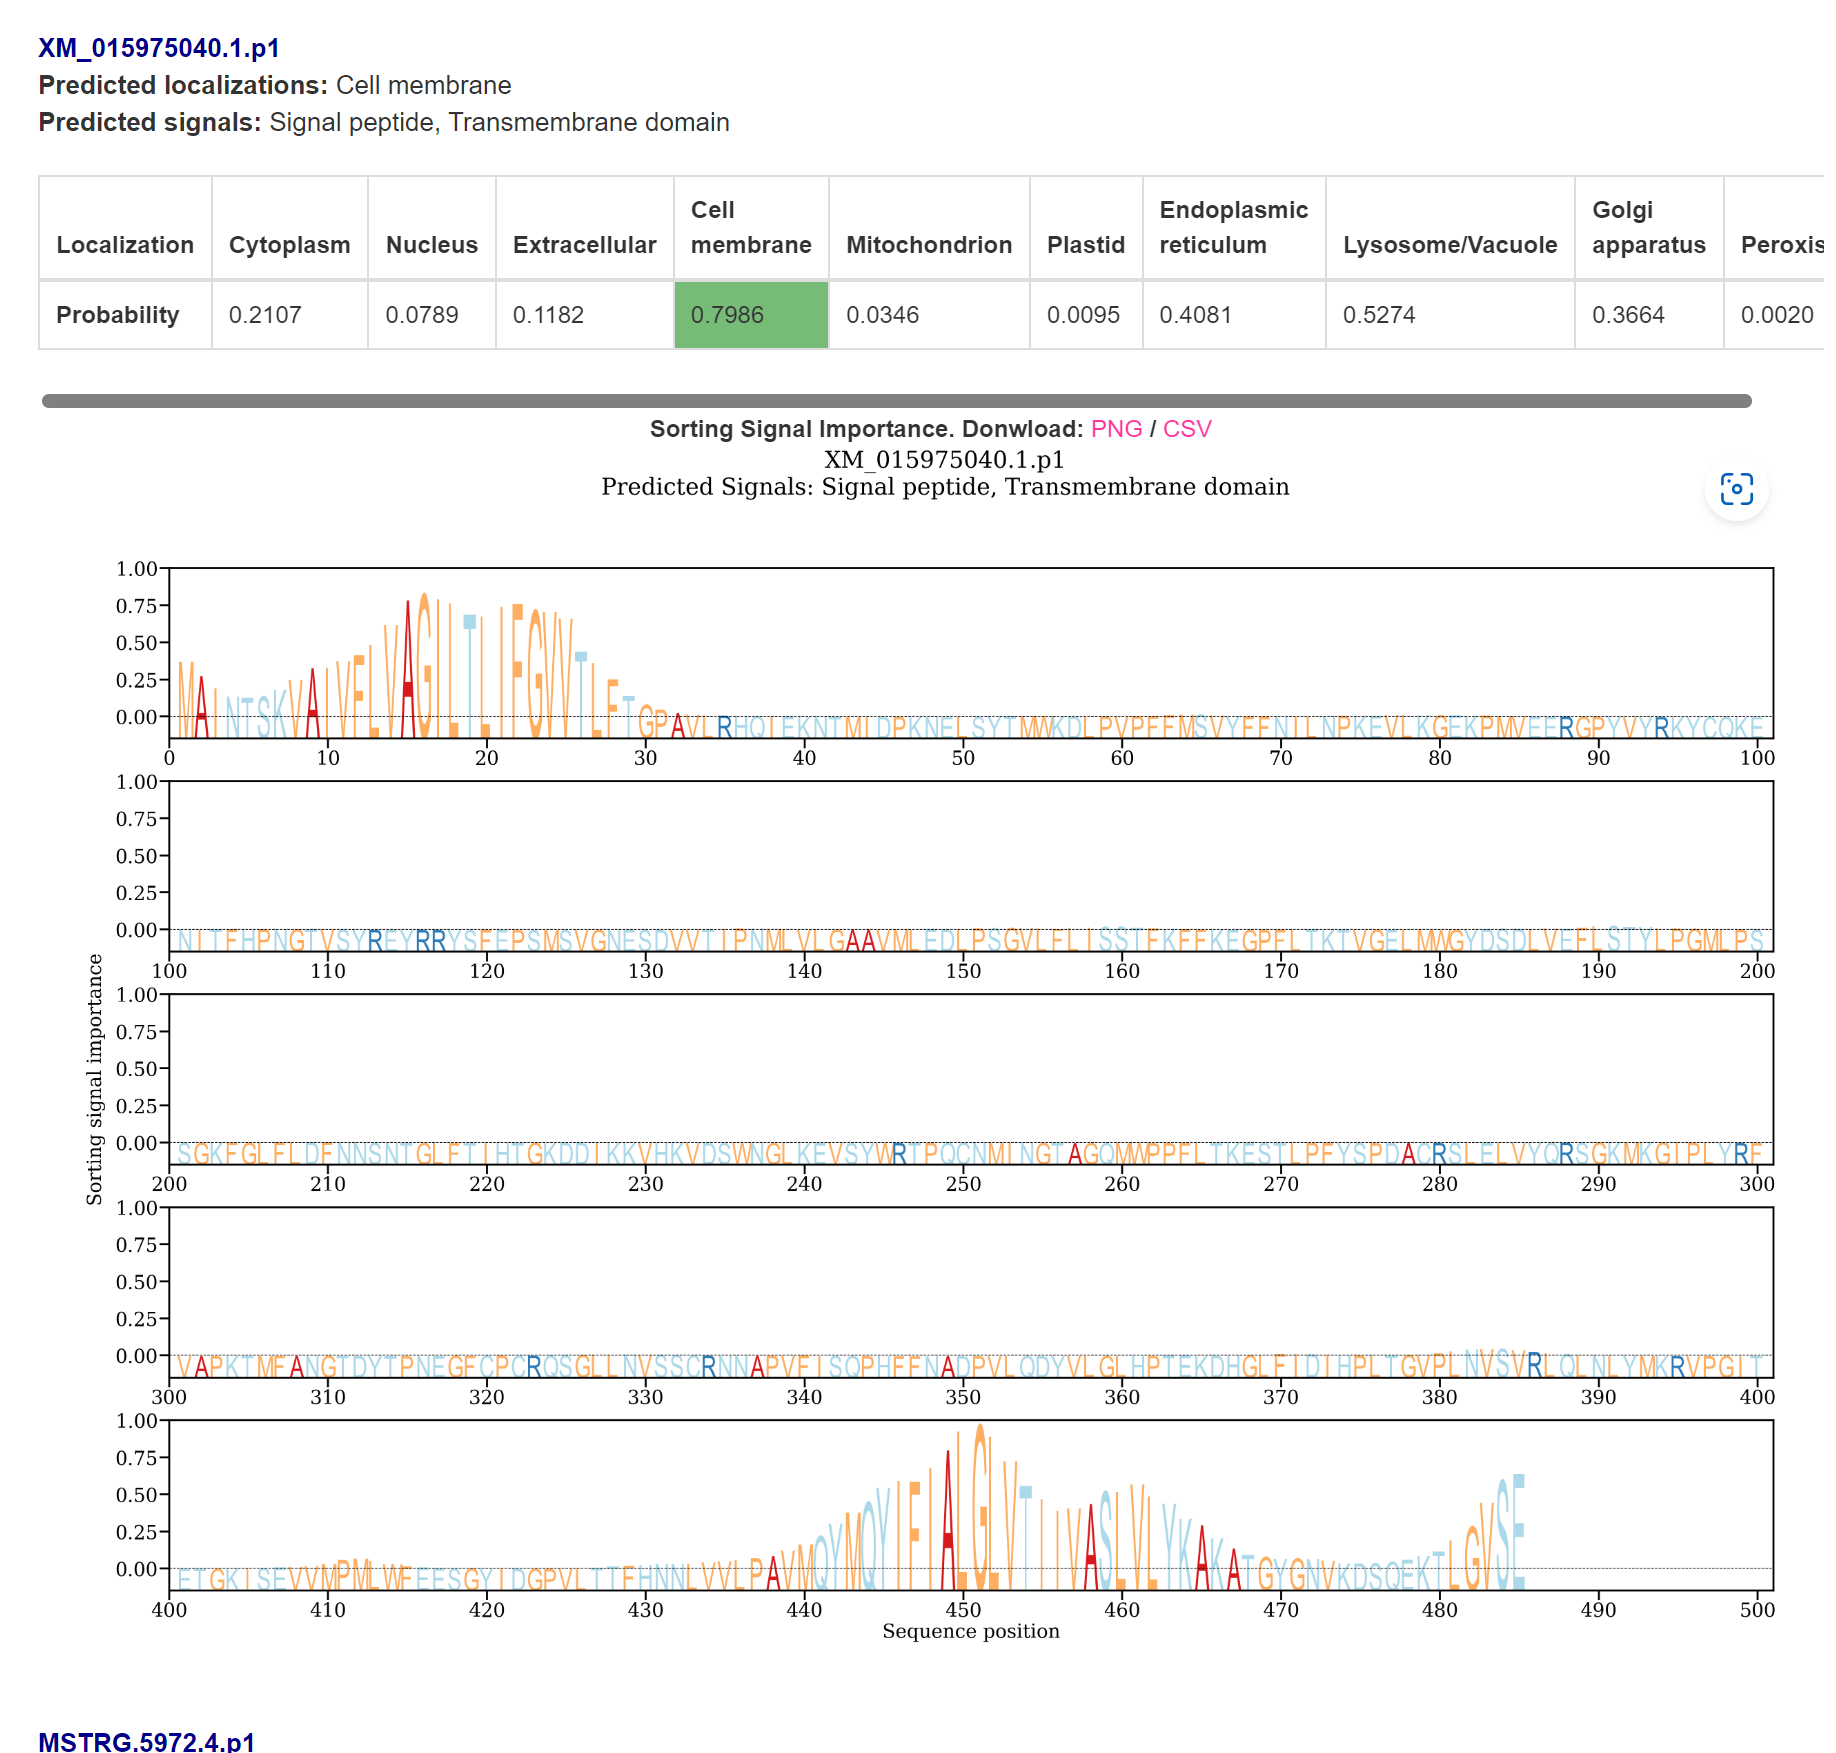 XM_015975040.1.p1
Predicted localizations: Cell membrane
Predicted signals: Signal peptide, Transmembrane domain
Localization Cytoplasm Nucleus Extracellular Cell membrane Mitochondrion Plastid Endoplasmic reticulum Lysosome/Vacuole Golgi apparatus Peroxis
Probability 0.2107 0.0789 0.1182 0.7986 0.0346 0.0095 0.4081 0.5274 0.3664 0.0020
Sorting Signal Importance. Donwload: PNG / CSV
XM_015975040.1.p1
Predicted Signals: Signal peptide, Transmembrane domain
Sorting signal importance
1.00
0.75
0.50
0.25
0.00
0 10 20 30 40 50 60 70 80 90 100
1.00
0.75
0.50
0.25
0.00
100 110 120 130 140 150 160 170 180 190 200
1.00
0.75
0.50
0.25
0.00
200 210 220 230 240 250 260 270 280 290 300
1.00
0.75
0.50
0.25
0.00
300 310 320 330 340 350 360 370 380 390 400
1.00
0.75
0.50
0.25
0.00
400 410 420 430 440 450 460 470 480 490 500
Sequence position
MSTRG.5972.4.p1